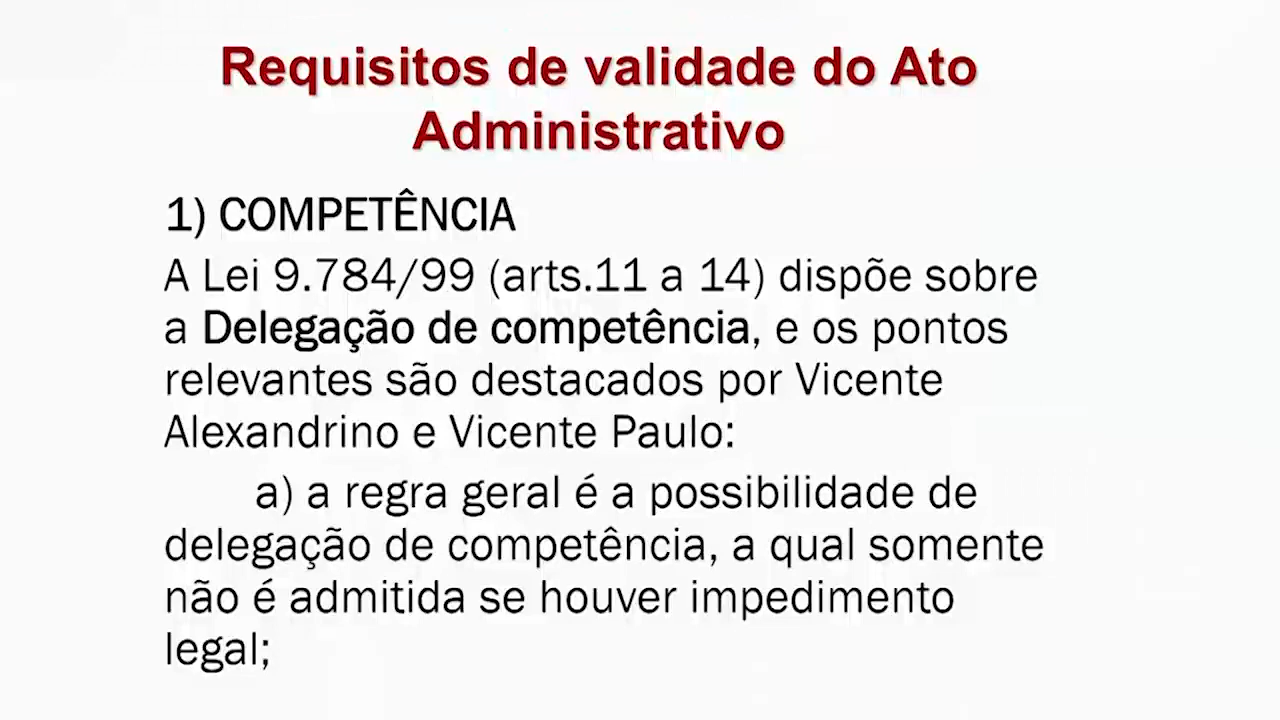 Requisitos de validade do Ato
Administrativo
1) COMPETÊNCIA
A Lei 9.784/99 (arts.11 a 14) dispõe sobre
a Delegação de competência, e os pontos
relevantes são destacados por Vicente
Alexandrino e Vicente Paulo:
a) a regra geral é a possibilidade de
delegação de competência, a qual somente
não é admitida se houver impedimento
legal;